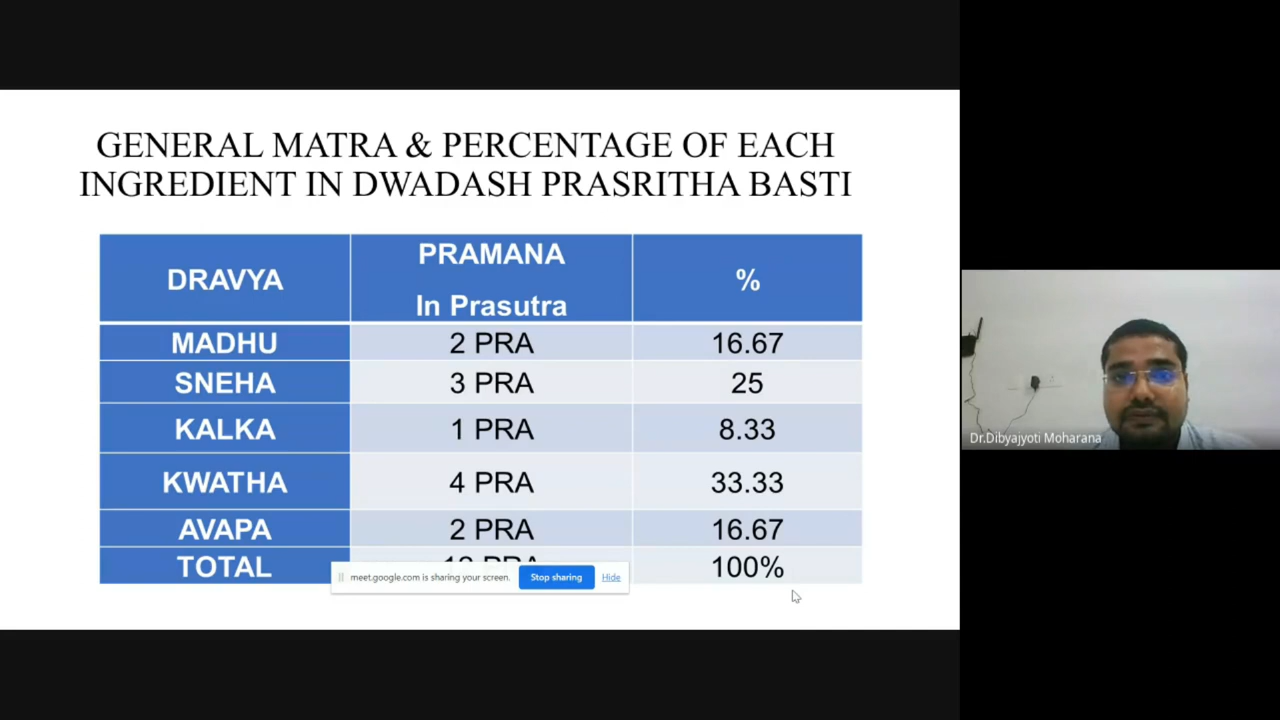 GENERAL MATRA & PERCENTAGE OF EACH
INGREDIENT IN DWADASH PRASRITHA BASTI
DRAVYA
PRAMANA
In Prasutra
%
MADHU 2 PRA 16.67
SNEHA 3 PRA 25
KALKA 1 PRA 8.33
KWATHA 4 PRA 33.33
AVAPA 2 PRA 16.67
TOTAL 100%
meet.google.com is sharing your screen. Stop sharing Hide
Dr.Dibyajyoti Moharana